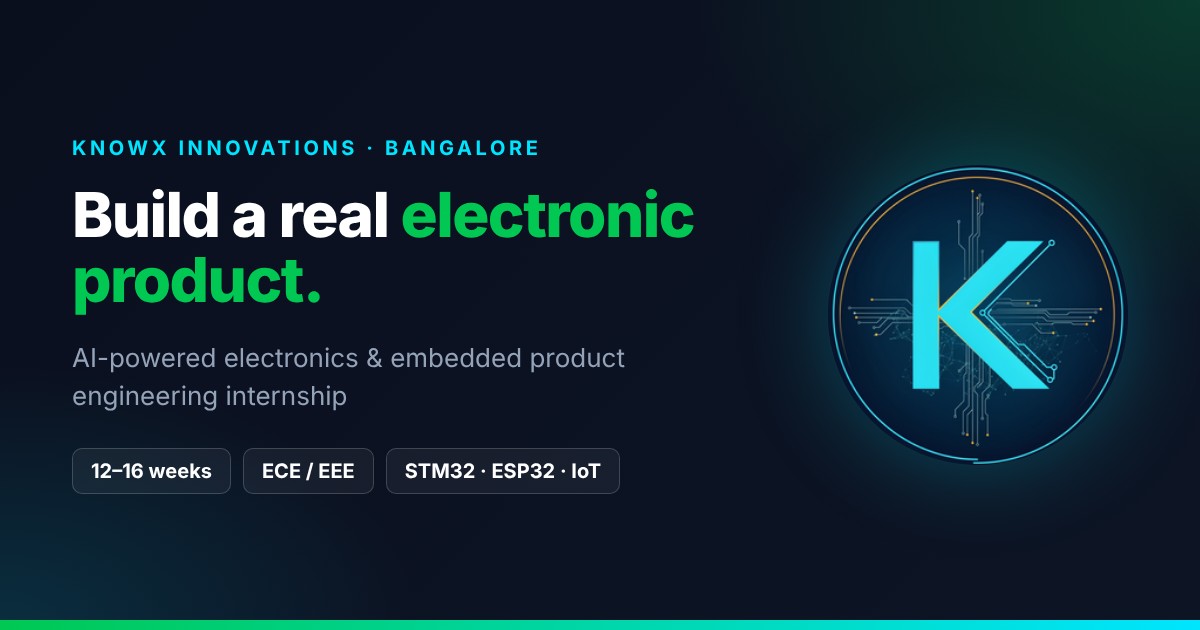 KNOWX INNOVATIONS · BANGALORE
Build a real electronic
product.
AI-powered electronics & embedded product
engineering internship
12–16 weeks
ECE / EEE
STM32 · ESP32 · IoT
K